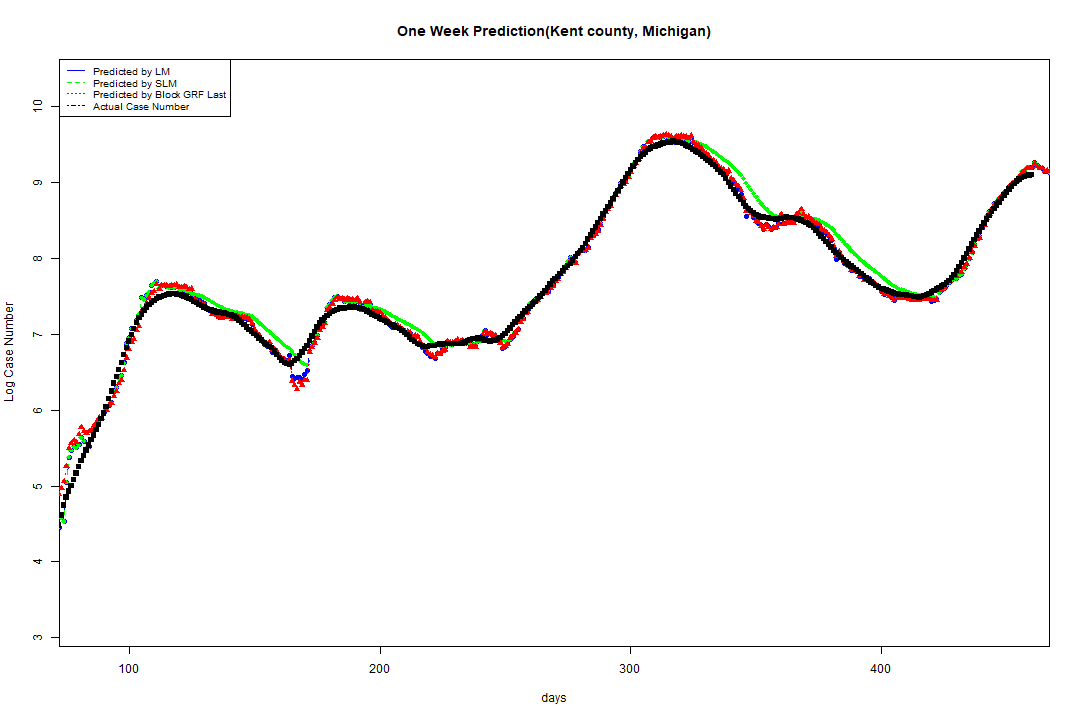 One Week Prediction(Kent county, Michigan)
Predicted by LM
Predicted by SLM
Predicted by Block GRF Last
Actual Case Number
10
9
8
7
6
5
4
3
Log Case Number
100
200
300
400
days